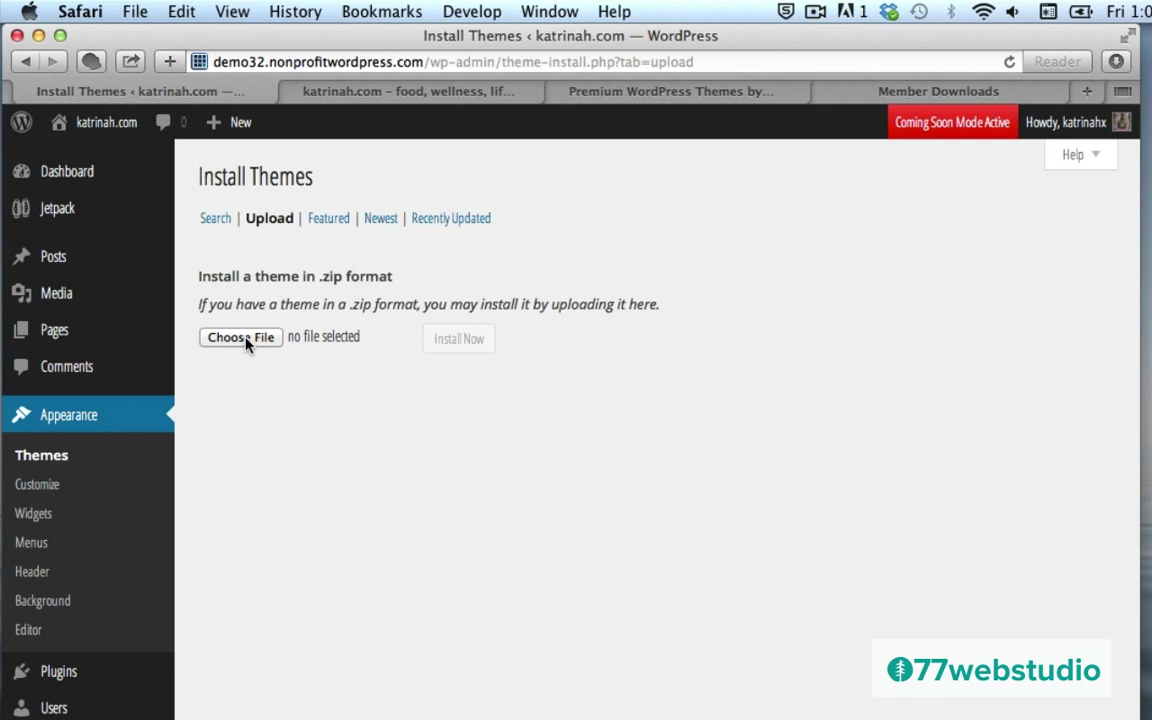 Safari File Edit View History Bookmarks Develop Window Help 1 Fri 1:0
Install Themes ‹ katrinah.com — WordPress
demo32.nonprofitwordpress.com/wp-admin/theme-install.php?tab=upload Reader
Install Themes ‹ katrinah.com —... katrinah.com – food, wellness, lif... Premium WordPress Themes by... Member Downloads
katrinah.com 0 New Coming Soon Mode Active Howdy, katrinahx
Help
Dashboard
Jetpack
Posts
Media
Pages
Comments
Appearance
Themes
Customize
Widgets
Menus
Header
Background
Editor
Plugins
Users
Install Themes
Search | Upload | Featured | Newest | Recently Updated
Install a theme in .zip format
If you have a theme in a .zip format, you may install it by uploading it here.
Choose File no file selected Install Now
77webstudio